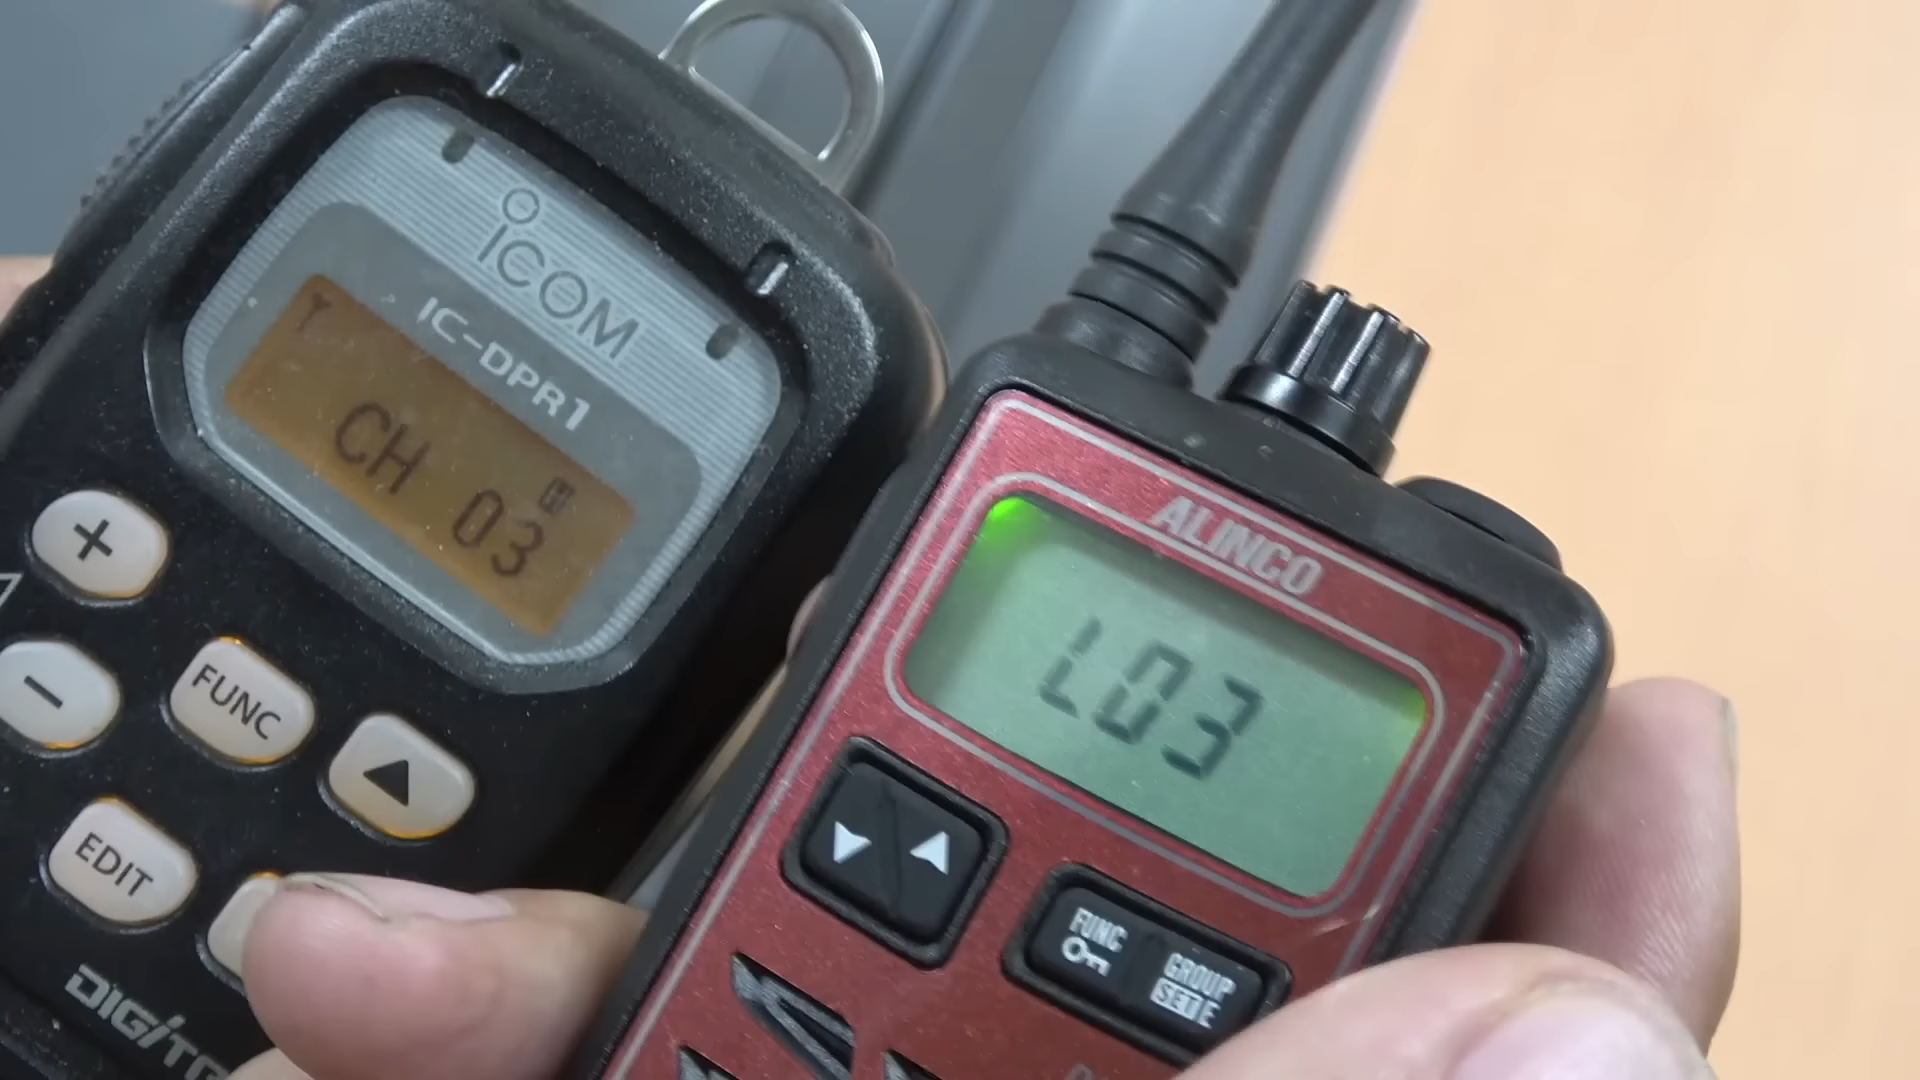 ICOM
IC-DPR1
CH 03
+
-
FUNC
EDIT
ALINCO
L03
FUNC
GROUP
SET